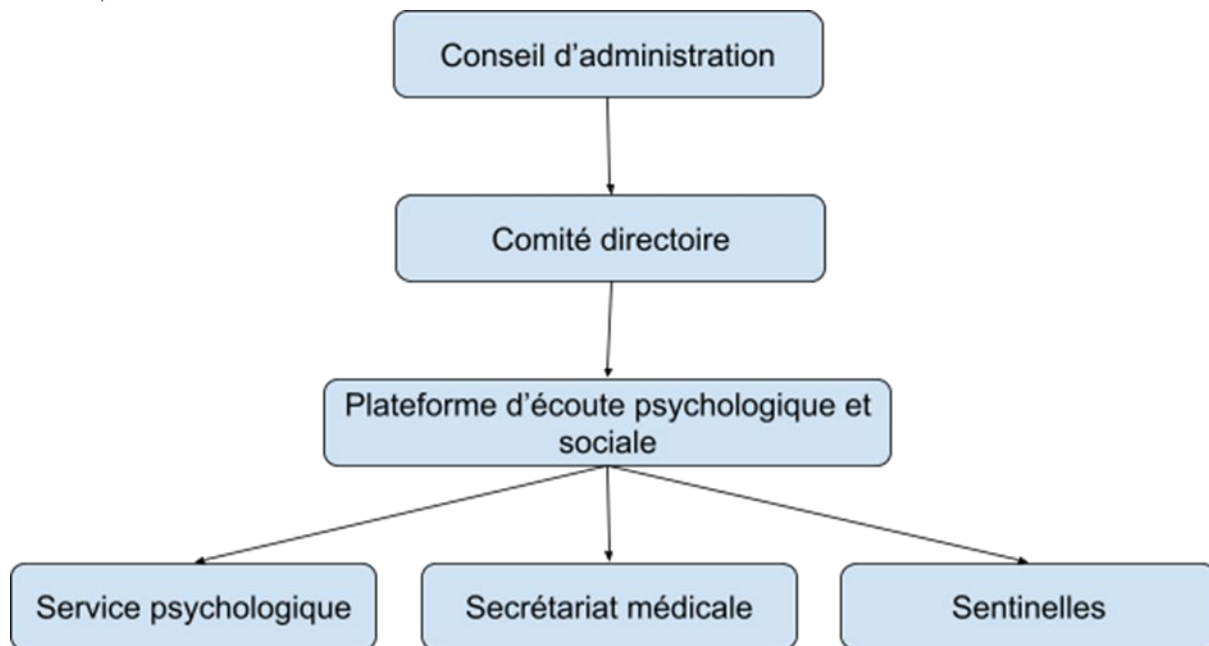 Conseil d’administration
Comité directoire
Plateforme d’écoute psychologique et
sociale
Service psychologique
Secrétariat médicale
Sentinelles